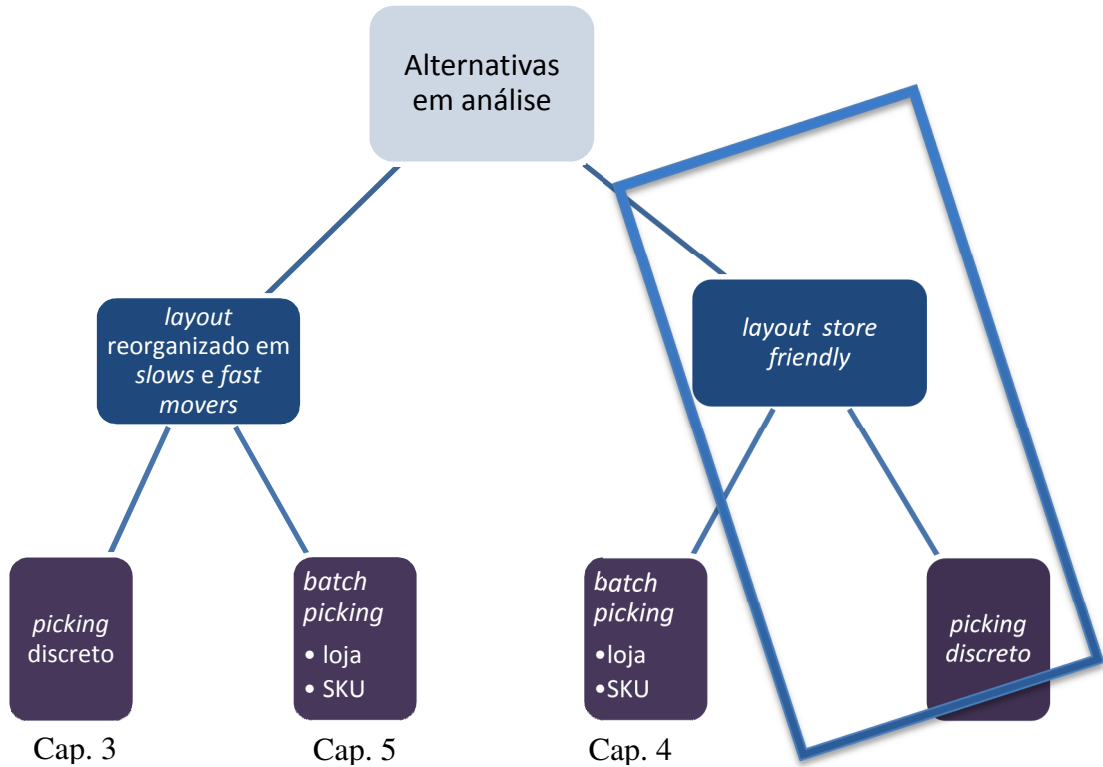 Alternativas
em análise
layout
reorganizado em
slows e fast
movers
layout store
friendly
picking
discreto
batch
picking
• loja
• SKU
batch
picking
•loja
•SKU
picking
discreto
Cap. 3
Cap. 5
Cap. 4